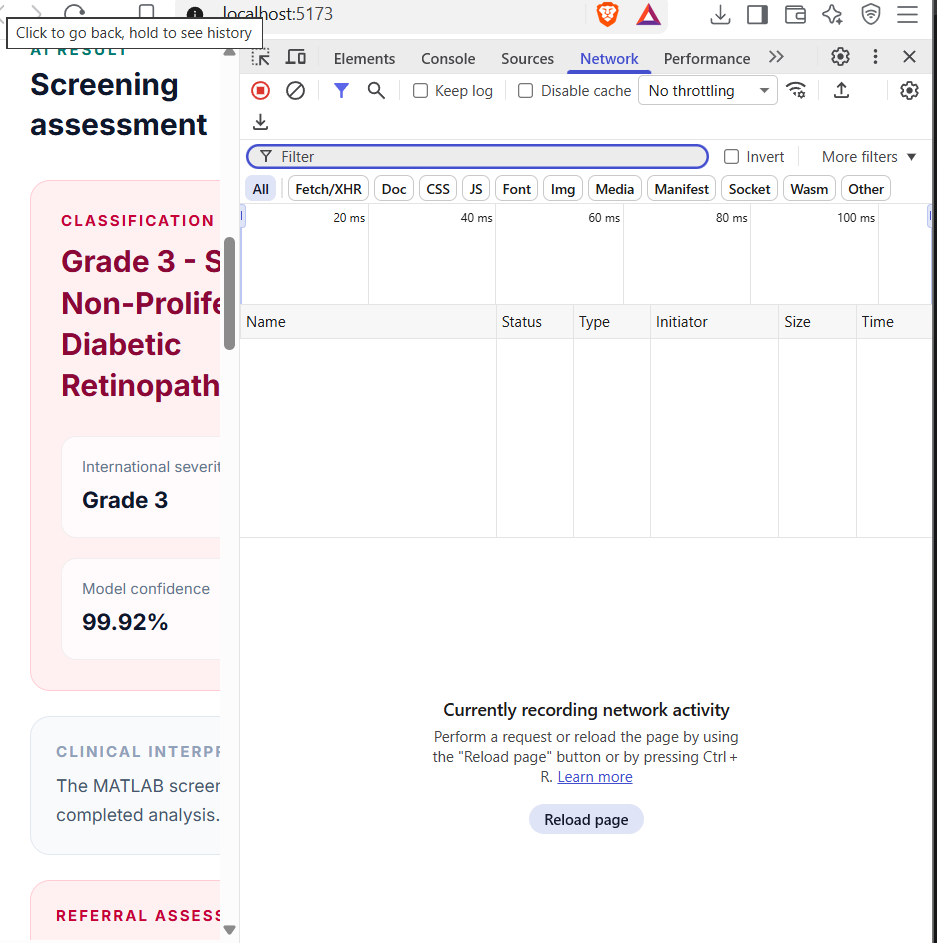 localhost:5173
Click to go back, hold to see history
AI RESULT
Screening
assessment
CLASSIFICATION
Grade 3 - S
Non-Prolife
Diabetic
Retinopath
International severit
Grade 3
Model confidence
99.92%
CLINICAL INTERPR
The MATLAB screer
completed analysis.
REFERRAL ASSESS
Elements
Console
Sources
Network
Performance
Keep log
Disable cache
No throttling
Filter
Invert
More filters
All
Fetch/XHR
Doc
CSS
JS
Font
Img
Media
Manifest
Socket
Wasm
Other
20 ms
40 ms
60 ms
80 ms
100 ms
Name
Status
Type
Initiator
Size
Time
Currently recording network activity
Perform a request or reload the page by using
the "Reload page" button or by pressing Ctrl +
R. Learn more
Reload page